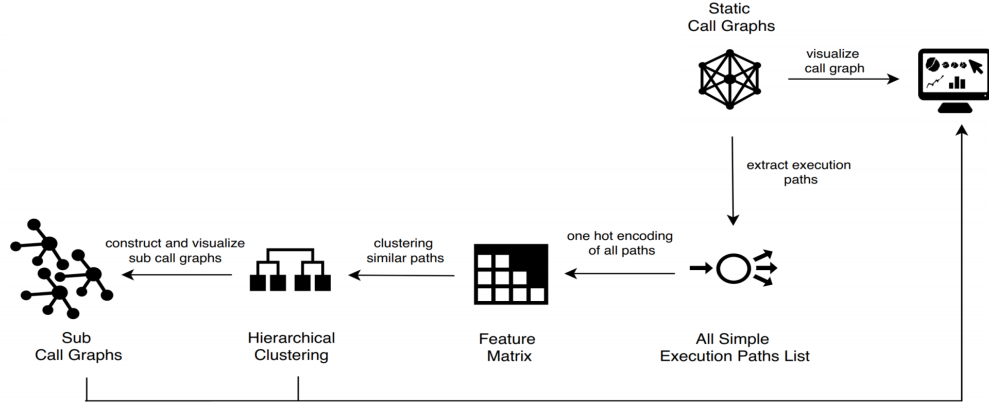 Static
Call Graphs
visualize
call graph
extract execution
paths
one hot encoding
of all paths
clustering
similar paths
construct and visualize
sub call graphs
Sub
Call Graphs
Hierarchical
Clustering
Feature
Matrix
All Simple
Execution Paths List